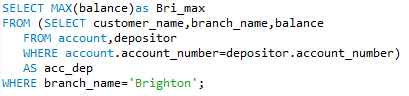 SELECT MAX(balance)as Bri_max
FROM (SELECT customer_name,branch_name,balance
FROM account,depositor
WHERE account.account_number=depositor.account_number)
AS acc_dep
WHERE branch_name='Brighton';